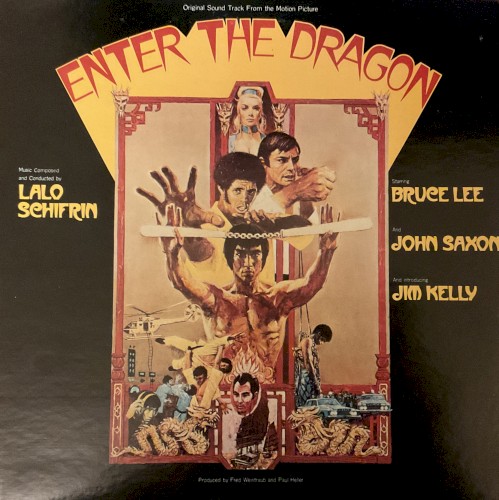 Original Sound Track From the Motion Picture
ENTER THE DRAGON
Music Composed
and Conducted by
LALO
SCHIFRIN
Starring
BRUCE LEE
And
JOHN SAXON
And introducing
JIM KELLY
Produced by Fred Weintraub and Paul Heller